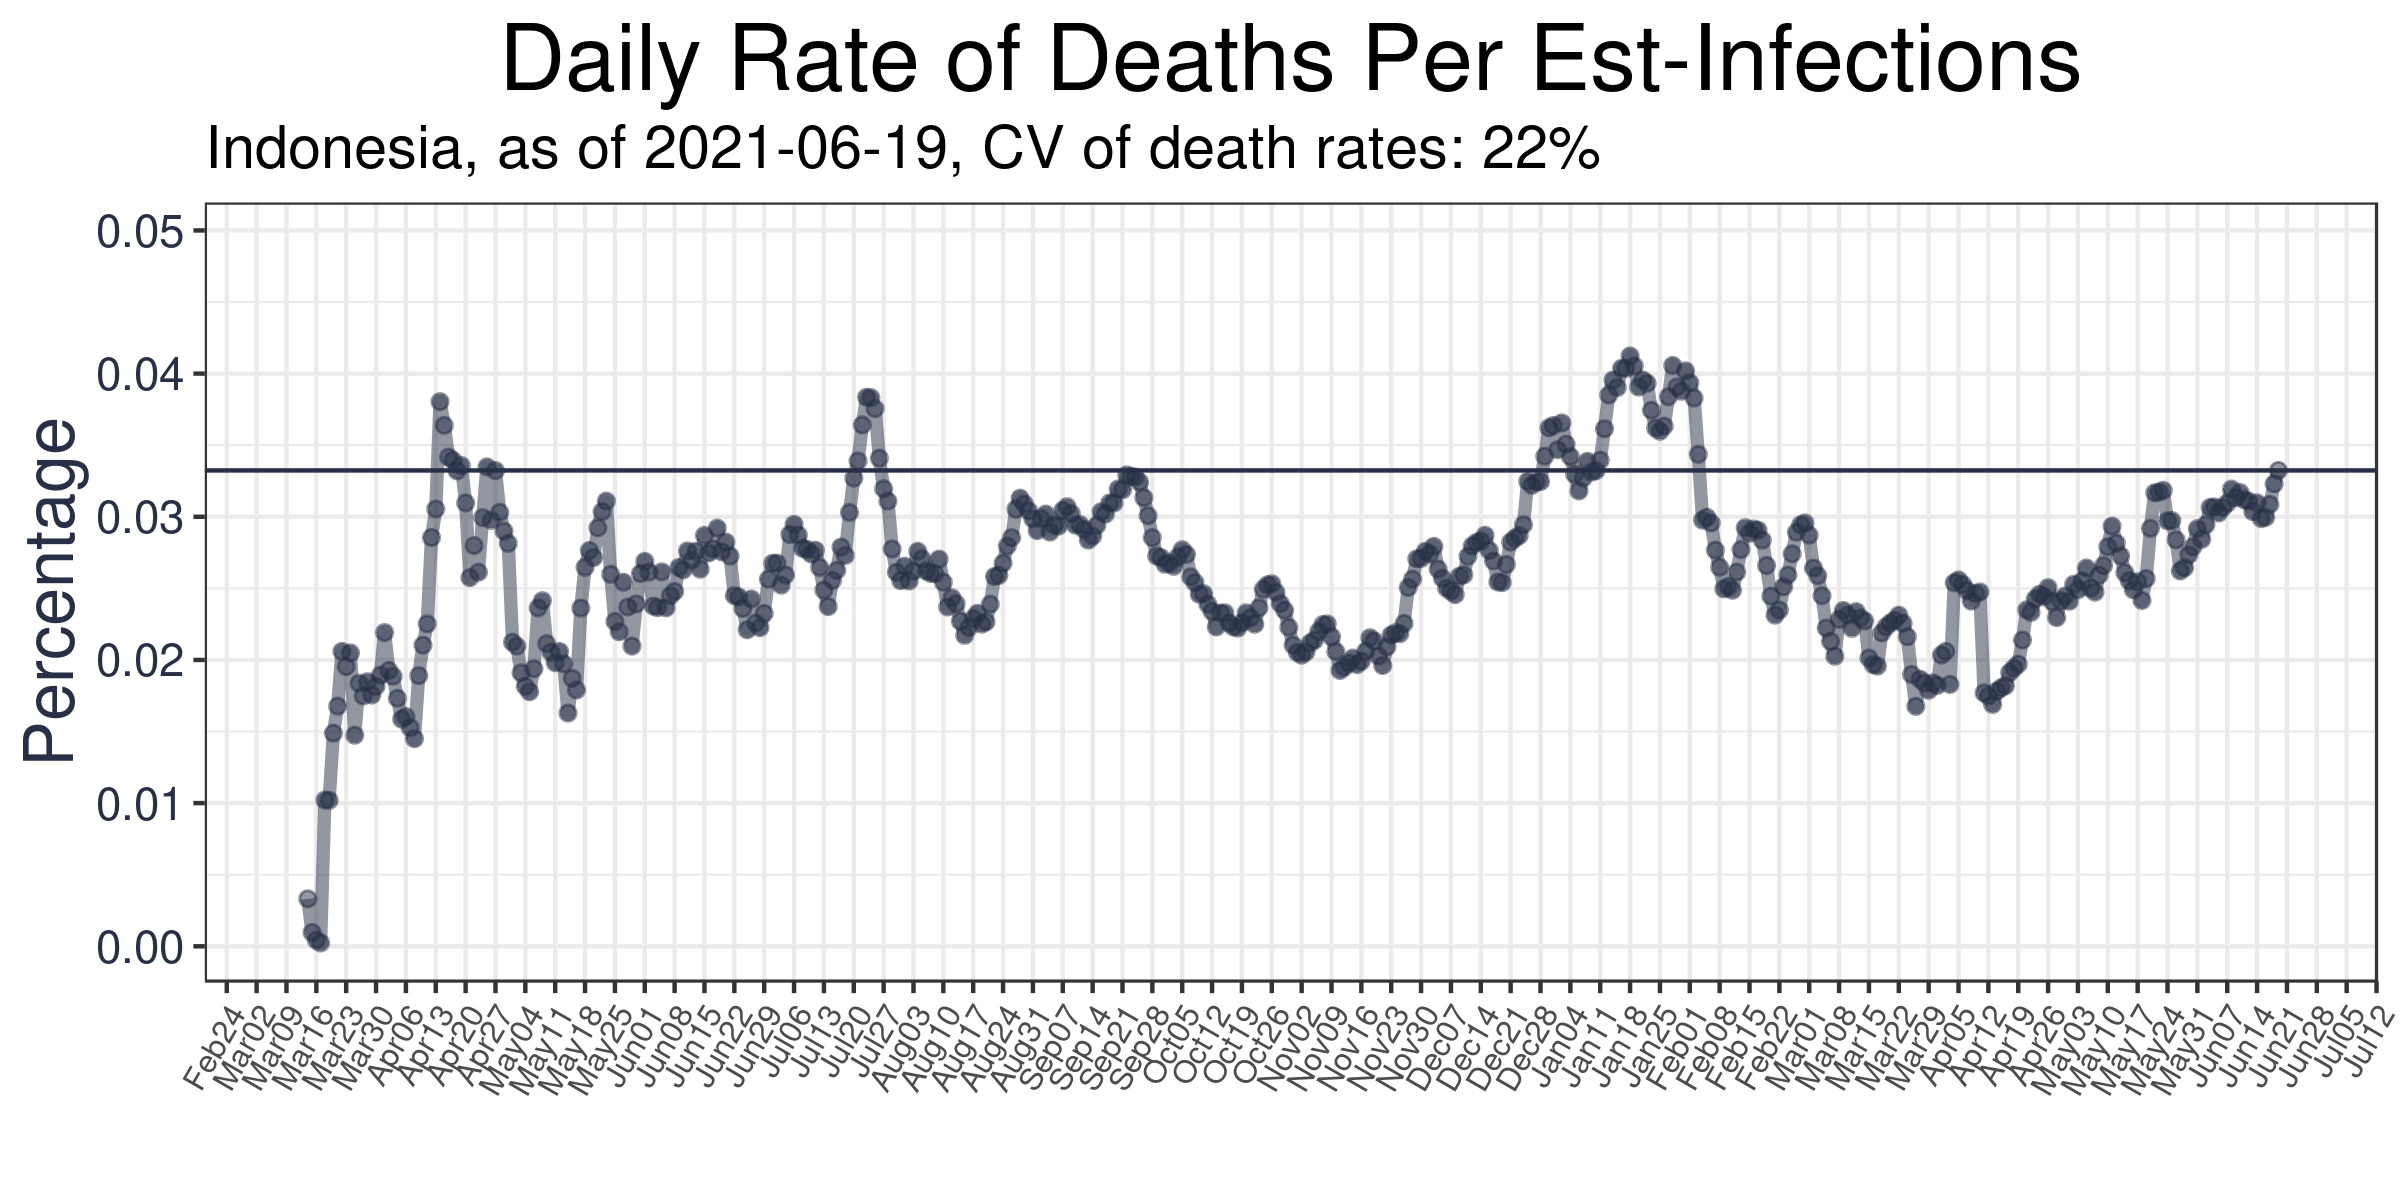 Daily Rate of Deaths Per Est-Infections
Indonesia, as of 2021-06-19, CV of death rates: 22%
Percentage
0.05
0.04
0.03
0.02
0.01
0.00
Feb24
Mar02
Mar09
Mar16
Mar23
Mar30
Apr06
Apr13
Apr20
Apr27
May04
May11
May18
May25
Jun01
Jun08
Jun15
Jun22
Jun29
Jul06
Jul13
Jul20
Jul27
Aug03
Aug10
Aug17
Aug24
Aug31
Sep07
Sep14
Sep21
Sep28
Oct05
Oct12
Oct19
Oct26
Nov02
Nov09
Nov16
Nov23
Nov30
Dec07
Dec14
Dec21
Dec28
Jan04
Jan11
Jan18
Jan25
Feb01
Feb08
Feb15
Feb22
Mar01
Mar08
Mar15
Mar22
Mar29
Apr05
Apr12
Apr19
Apr26
May03
May10
May17
May24
May31
Jun07
Jun14
Jun21
Jun28
Jul05
Jul12